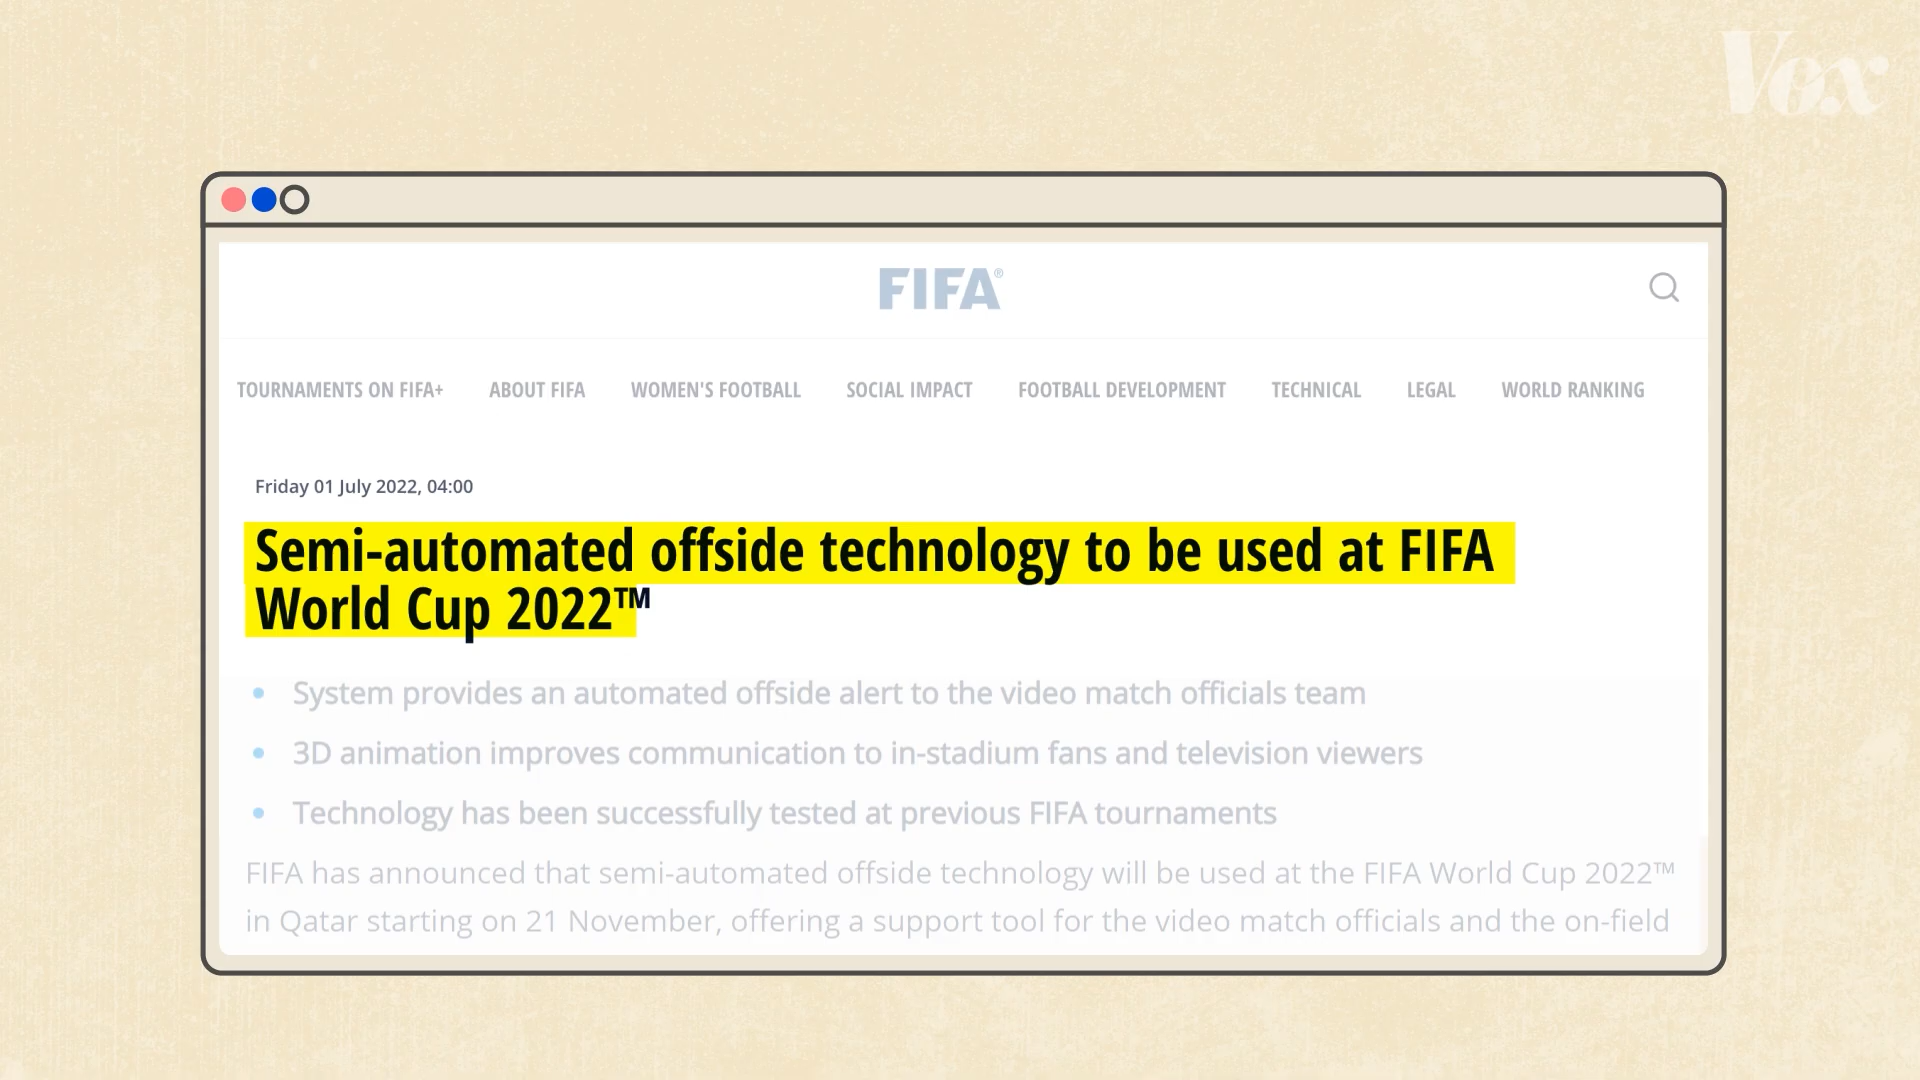 Vox
FIFA®
TOURNAMENTS ON FIFA+ ABOUT FIFA WOMEN'S FOOTBALL SOCIAL IMPACT FOOTBALL DEVELOPMENT TECHNICAL LEGAL WORLD RANKING
Friday 01 July 2022, 04:00
Semi-automated offside technology to be used at FIFA
World Cup 2022™
• System provides an automated offside alert to the video match officials team
• 3D animation improves communication to in-stadium fans and television viewers
• Technology has been successfully tested at previous FIFA tournaments
FIFA has announced that semi-automated offside technology will be used at the FIFA World Cup 2022™
in Qatar starting on 21 November, offering a support tool for the video match officials and the on-field